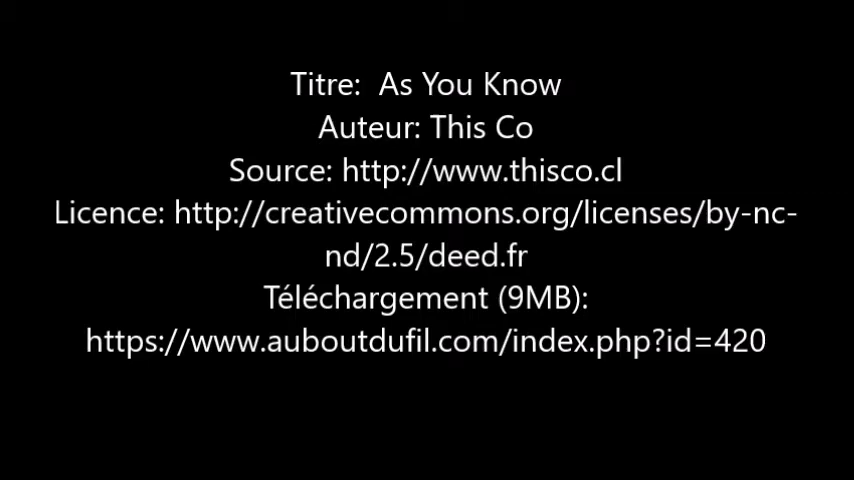 Titre:  As You Know
Auteur: This Co
Source: http://www.thisco.cl
Licence: http://creativecommons.org/licenses/by-nc-
nd/2.5/deed.fr
Téléchargement (9MB):
https://www.auboutdufil.com/index.php?id=420